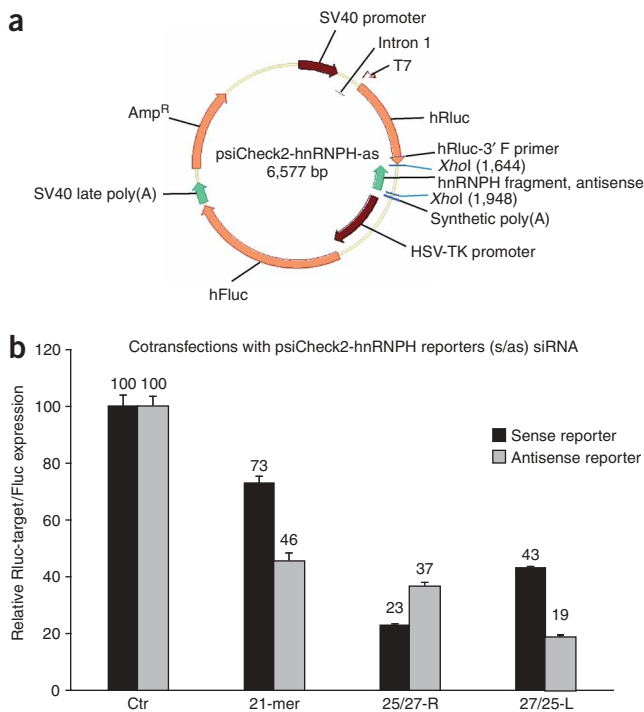 a
SV40 promoter
Intron 1
T7
hRluc
hRluc-3′ F primer
XhoI (1,644)
hnRNPH fragment, antisense
XhoI (1,948)
Synthetic poly(A)
HSV-TK promoter
hFluc
SV40 late poly(A)
AmpR
psiCheck2-hnRNPH-as
6,577 bp
b
Cotransfections with psiCheck2-hnRNPH reporters (s/as) siRNA
Relative Rluc-target/Fluc expression
120
100
80
60
40
20
0
100 100
73
46
23
37
43
19
Sense reporter
Antisense reporter
Ctr 21-mer 25/27-R 27/25-L